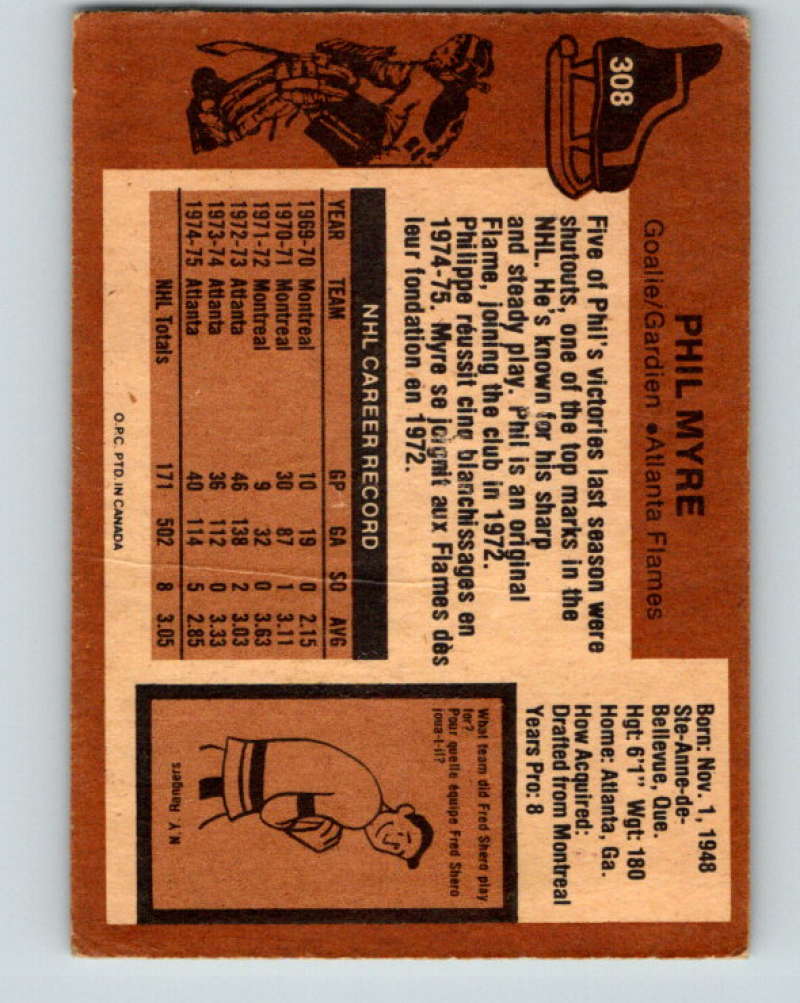 308
PHIL MYRE
Goalie/Gardien •Atlanta Flames
Born: Nov. 1, 1948
Ste-Anne-de-
Bellevue, Que.
Hgt: 6'1" Wgt: 180
Home: Atlanta, Ga.
How Acquired:
Drafted from Montreal
Years Pro: 8
Five of Phil's victories last season were
shutouts, one of the top marks in the
NHL. He's known for his sharp
and steady play. Phil is an original
Flame, joining the club in 1972.
Philippe réussit cinq blanchissages en
1974-75. Myre se joignit aux Flames dès
leur fondation en 1972.
NHL CAREER RECORD
YEAR TEAM GP GA SO AVG
1969-70 Montreal 10 19 0 2.15
1970-71 Montreal 30 87 1 3.11
1971-72 Montreal 9 32 0 3.63
1972-73 Atlanta 46 138 2 3.03
1973-74 Atlanta 36 112 0 3.33
1974-75 Atlanta 40 114 5 2.85
NHL Totals 171 502 8 3.05
What team did Fred Shero play
for?
Pour quelle équipe Fred Shero
joua-t-il?
N.Y. Rangers
O.P.C. PTD. IN CANADA